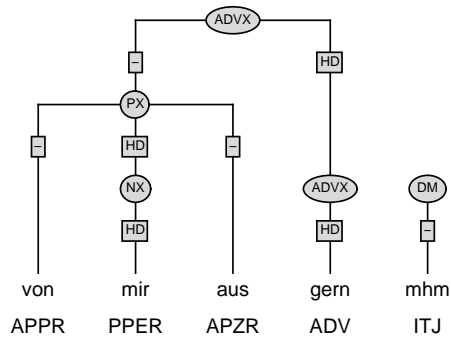 ADVX
– HD
PX
– HD –
NX ADVX DM
HD HD –
von mir aus gern mhm
APPR PPER APZR ADV ITJ